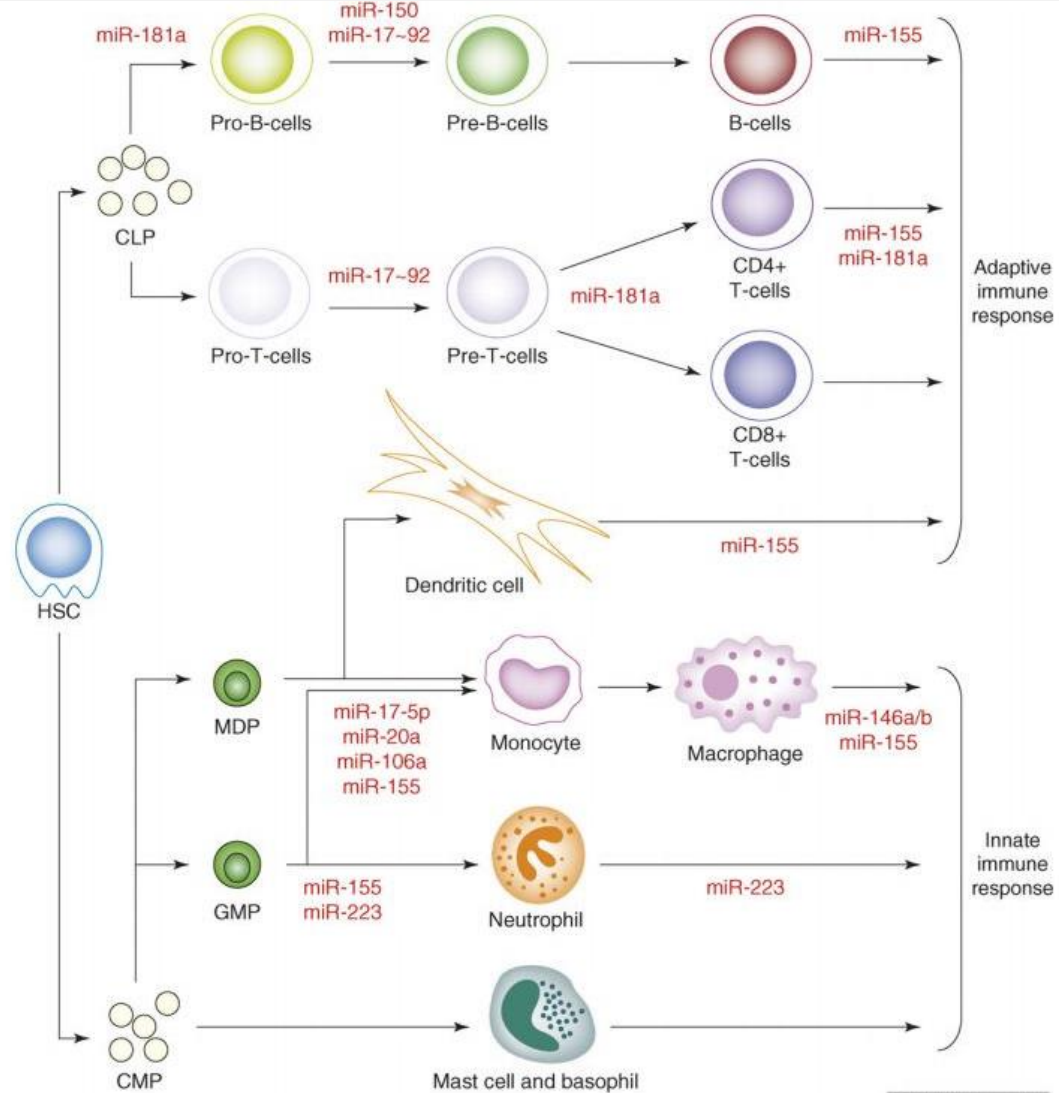 miR-181a
miR-150
miR-17~92
miR-155
Pro-B-cells
Pre-B-cells
B-cells
CLP
miR-17~92
miR-181a
CD4+
T-cells
miR-155
miR-181a
Adaptive
immune
response
Pro-T-cells
Pre-T-cells
CD8+
T-cells
miR-155
Dendritic cell
HSC
MDP
miR-17-5p
miR-20a
miR-106a
miR-155
Monocyte
Macrophage
miR-146a/b
miR-155
GMP
miR-155
miR-223
Neutrophil
miR-223
Innate
immune
response
CMP
Mast cell and basophil